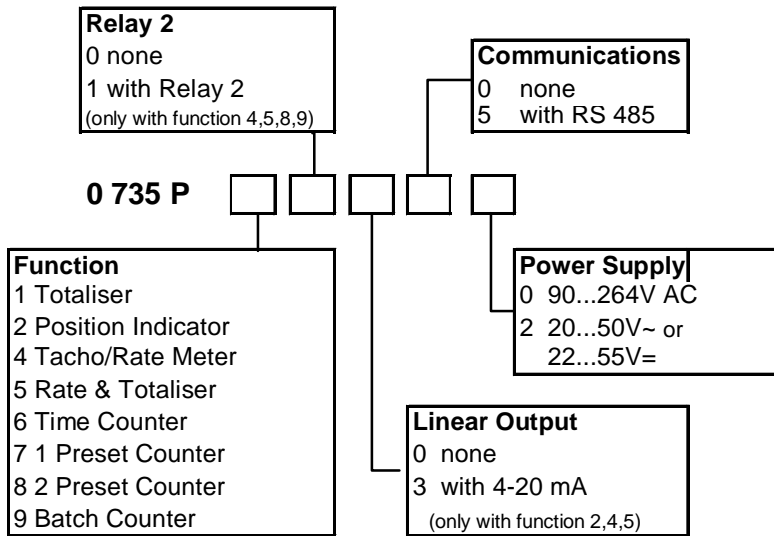 Relay 2
0 none
1 with Relay 2
(only with function 4,5,8,9)
Communications
0 none
5 with RS 485
0 735 P
Function
1 Totaliser
2 Position Indicator
4 Tacho/Rate Meter
5 Rate & Totaliser
6 Time Counter
7 1 Preset Counter
8 2 Preset Counter
9 Batch Counter
Power Supply
0 90...264V AC
2 20...50V~ or
22...55V=
Linear Output
0 none
3 with 4-20 mA
(only with function 2,4,5)